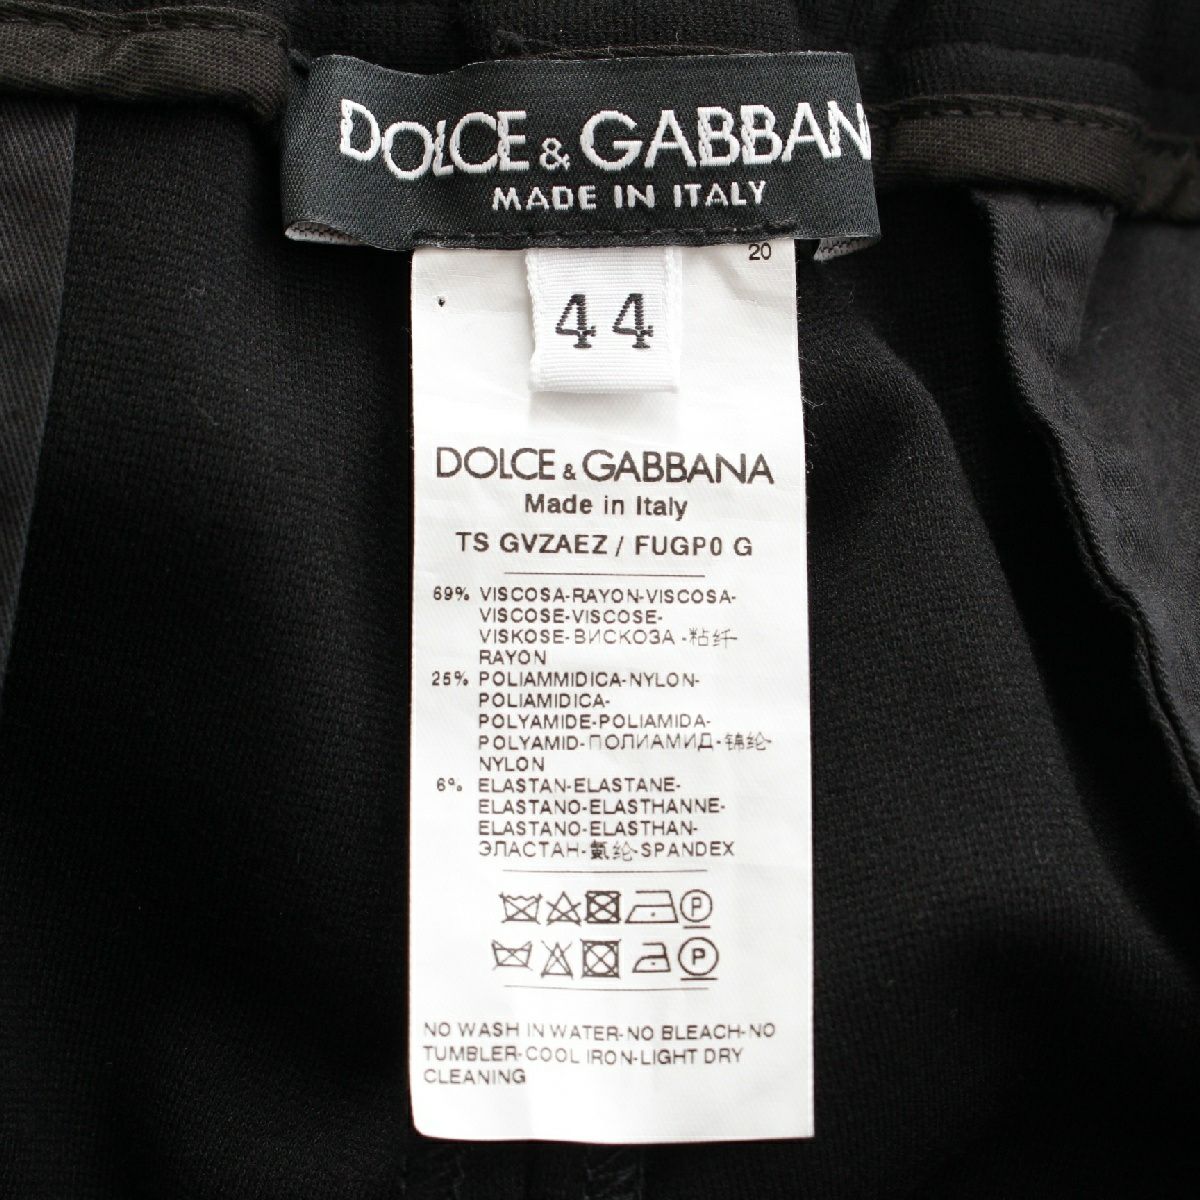 DOLCE & GABBAN
MADE IN ITALY
20
44
DOLCE & GABBANA
Made in Italy
TS GVZAEZ / FUGP0 G
69% VISCOSA-RAYON-VISCOSA-
VISCOSE-VISCOSE-
VISKOSE-ВИСКОЗА -粘纤-
RAYON
25% POLIAMMIDICA-NYLON-
POLIAMIDICA-
POLYAMIDE-POLIAMIDA-
POLYAMID-ПОЛИАМИД-锦纶-
NYLON
6% ELASTAN-ELASTANE-
ELASTANO-ELASTHANNE-
ELASTANO-ELASTHAN-
ЭЛАСТАН-氨纶-SPANDEX
P
P
NO WASH IN WATER-NO BLEACH-NO
TUMBLER-COOL IRON-LIGHT DRY
CLEANING